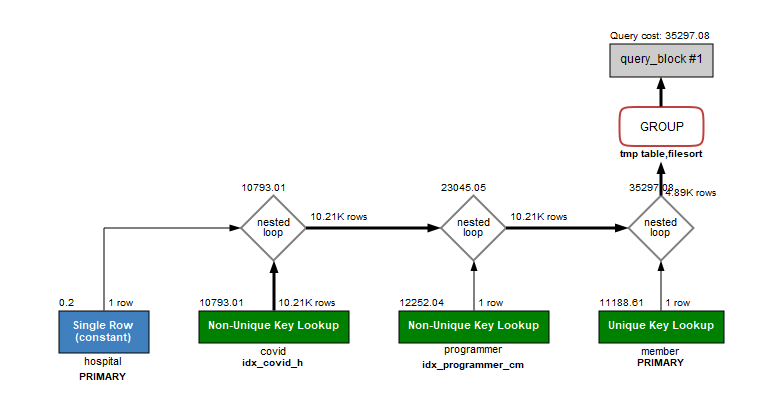 Query cost: 35297.08
query_block #1
GROUP
tmp table,filesort
10793.01
23045.05
35297.08
4.89K rows
nested
loop
10.21K rows
nested
loop
10.21K rows
nested
loop
0.2
1 row
10793.01
10.21K rows
12252.04
1 row
11188.61
1 row
Single Row
(constant)
Non-Unique Key Lookup
Non-Unique Key Lookup
Unique Key Lookup
hospital
PRIMARY
covid
idx_covid_h
programmer
idx_programmer_cm
member
PRIMARY